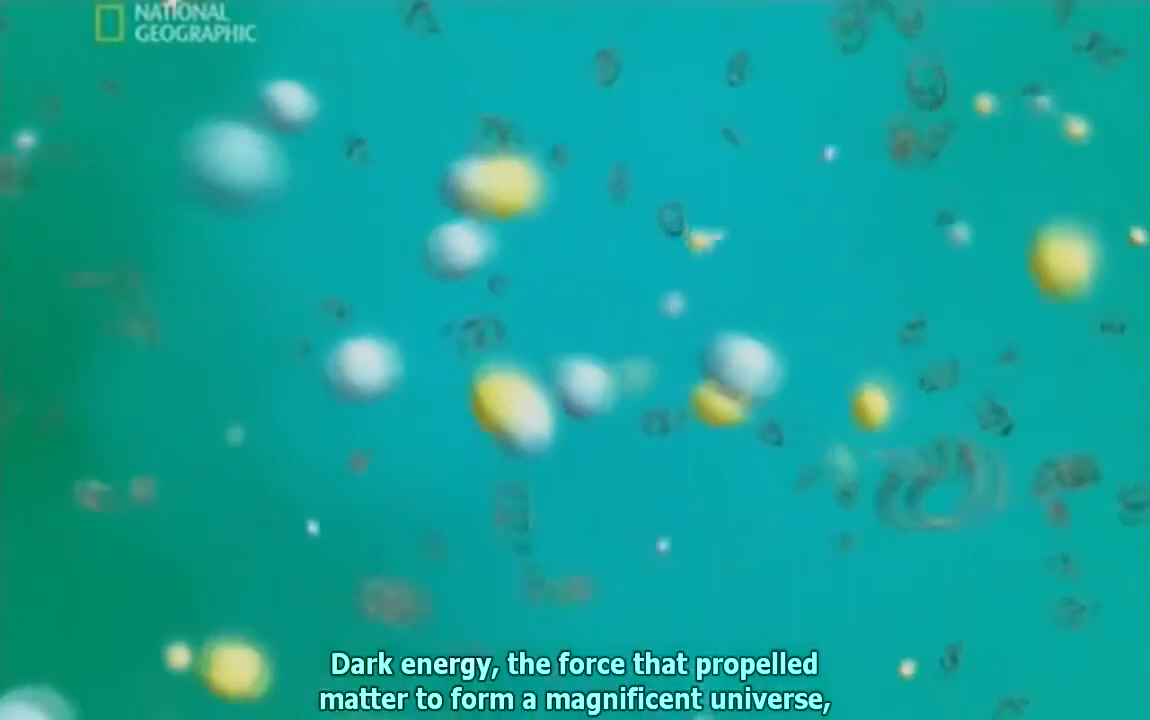 NATIONAL
GEOGRAPHIC
Dark energy, the force that propelled
matter to form a magnificent universe,